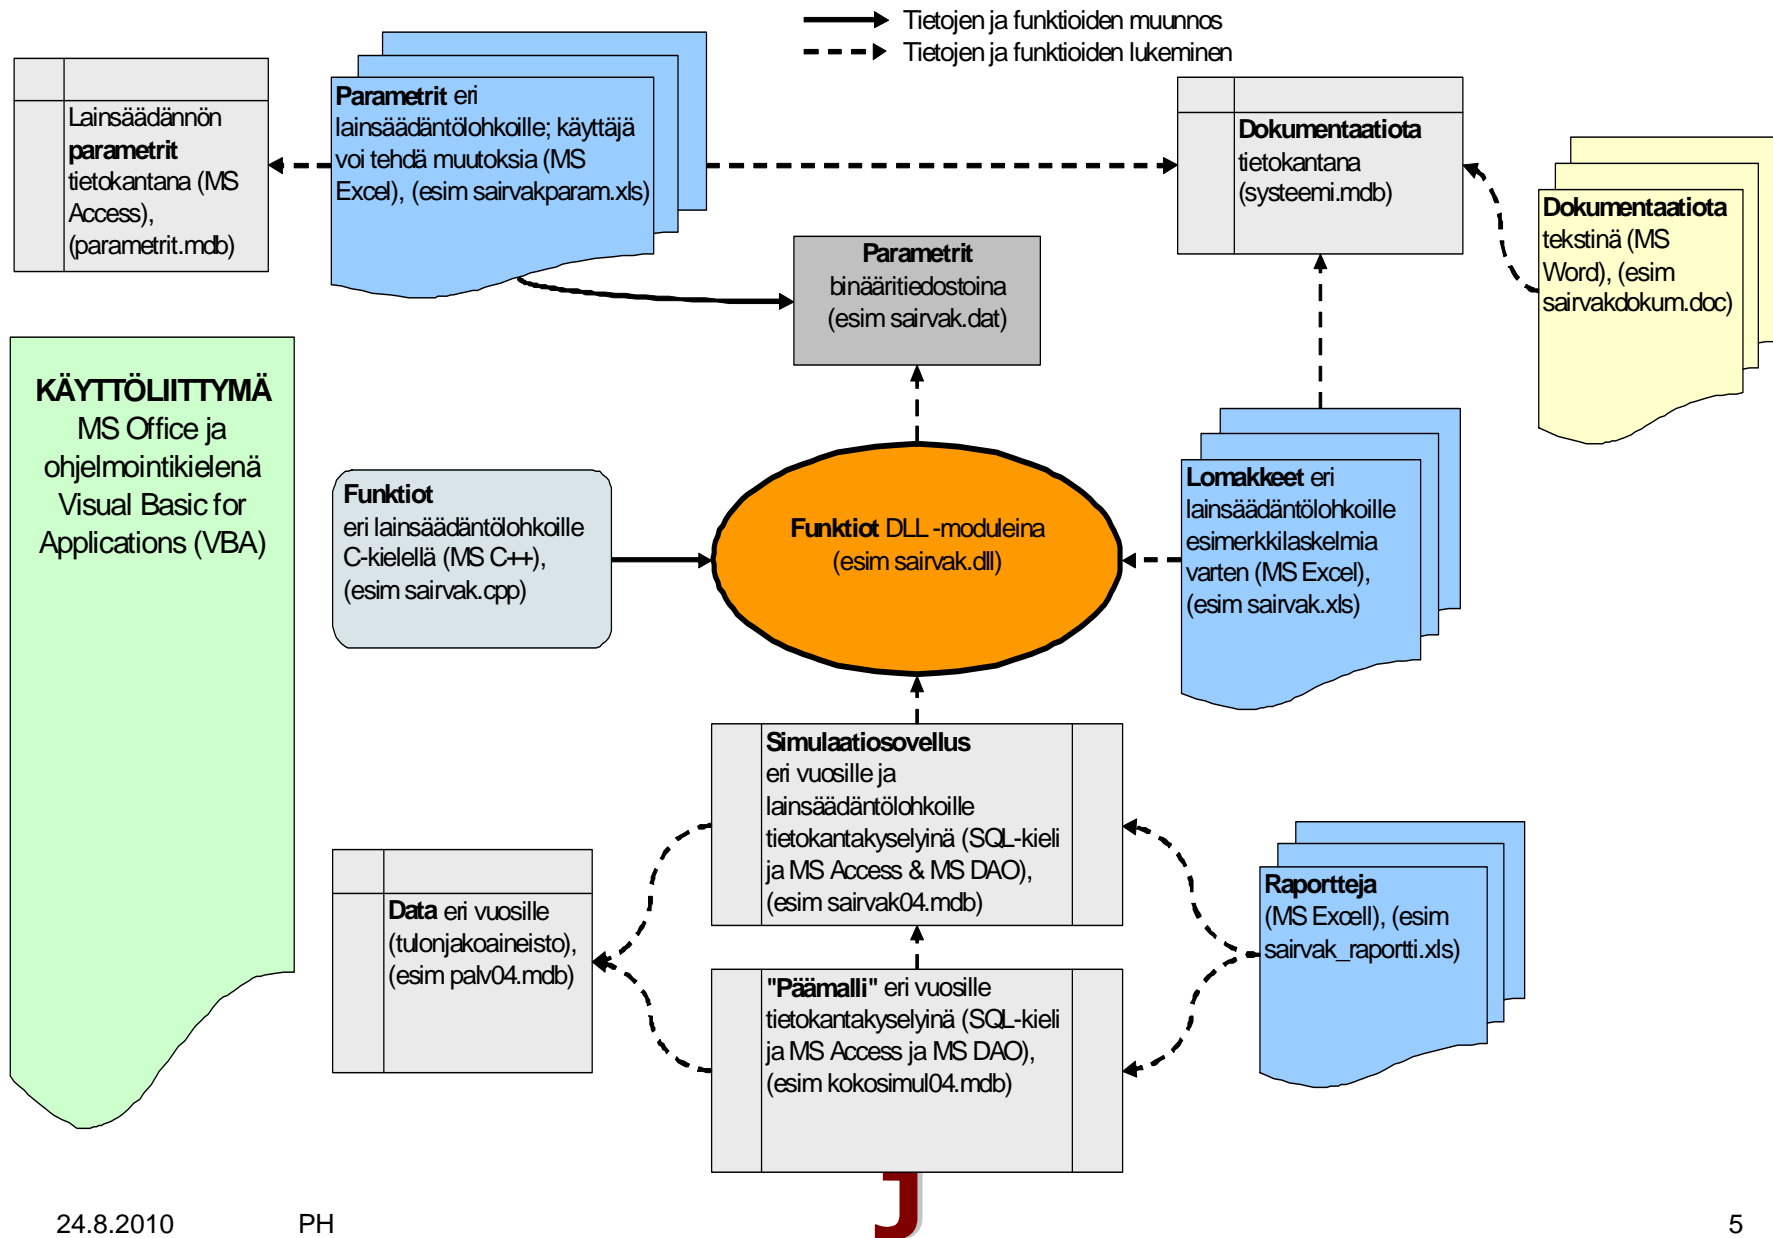 Tietojen ja funktioiden muunnos
Tietojen ja funktioiden lukeminen
Lainsäädännön
parametrit
tietokantana (MS
Access),
(parametrit.mdb)
Parametrit eri
lainsäädäntölohkoille; käyttäjä
voi tehdä muutoksia (MS
Excel), (esim sairvakparam.xls)
Dokumentaatiota
tietokantana
(systeemi.mdb)
Dokumentaatiota
tekstinä (MS
Word), (esim
sairvakdokum.doc)
Parametrit
binääritiedostoina
(esim sairvak.dat)
KÄYTTÖLIITTYMÄ
MS Office ja
ohjelmointikielenä
Visual Basic for
Applications (VBA)
Funktiot
eri lainsäädäntölohkoille
C-kielellä (MS C++),
(esim sairvak.cpp)
Funktiot DLL -moduleina
(esim sairvak.dll)
Lomakkeet eri
lainsäädäntölohkoille
esimerkkilaskelmia
varten (MS Excel),
(esim sairvak.xls)
Simulaatiosovellus
eri vuosille ja
lainsäädäntölohkoille
tietokantakyselyinä (SQL-kieli
ja MS Access & MS DAO),
(esim sairvak04.mdb)
Data eri vuosille
(tulonjakoaineisto),
(esim palv04.mdb)
"Päämalli" eri vuosille
tietokantakyselyinä (SQL-kieli
ja MS Access ja MS DAO),
(esim kokosimul04.mdb)
Raportteja
(MS Excell), (esim
sairvak_raportti.xls)
J
24.8.2010 PH 5